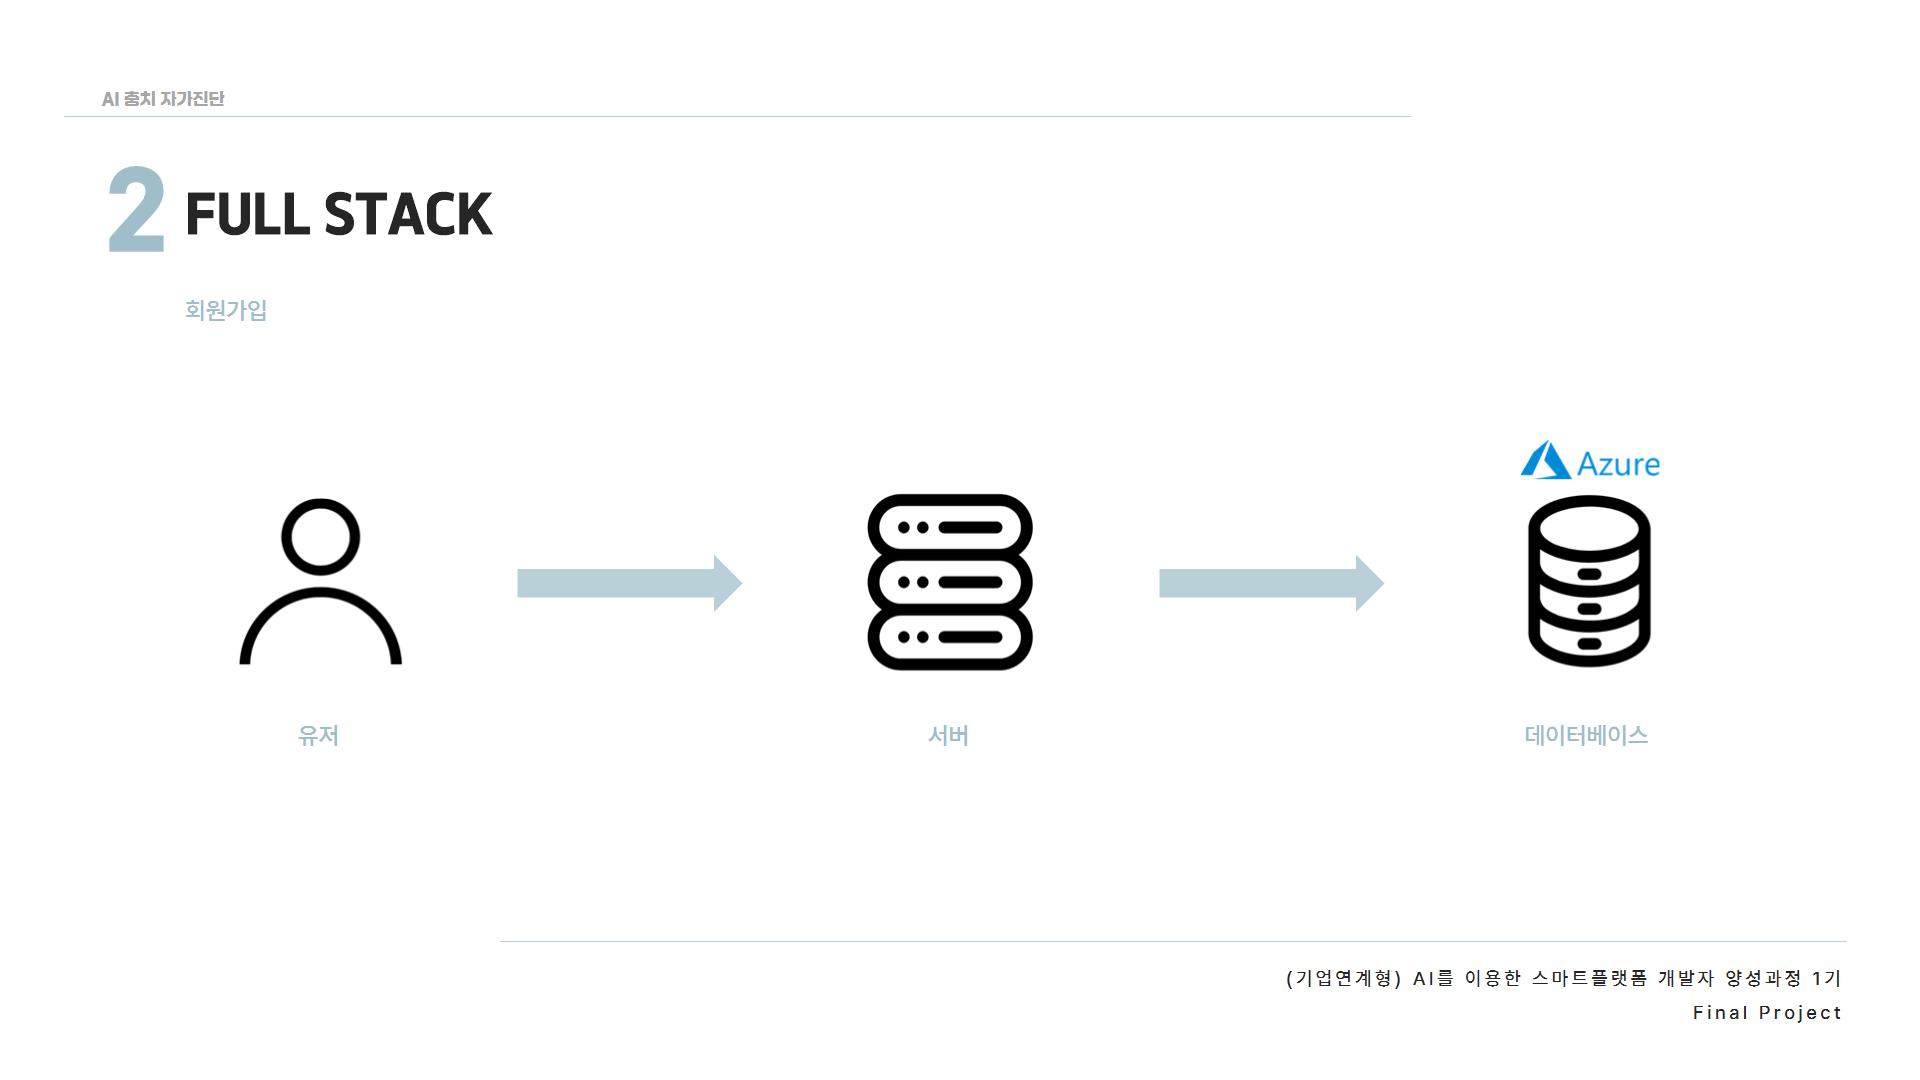 AI 충치 자가진단
2 FULL STACK
회원가입
Azure
유저
서버
데이터베이스
(기업연계형) AI를 이용한 스마트플랫폼 개발자 양성과정 1기
Final Project